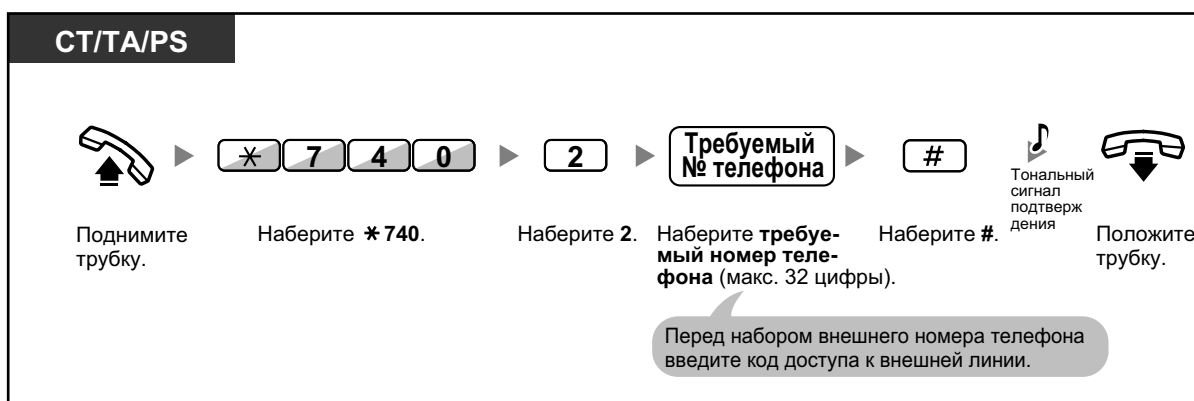 CT/TA/PS
* 7 4 0
2
Требуемый
№ телефона
#
Тональный
сигнал
подтверж
дения
Поднимите
трубку.
Наберите *740.
Наберите 2.
Наберите требуе-
мый номер теле-
фона (макс. 32 цифры).
Наберите #.
Положите
трубку.
Перед набором внешнего номера телефона
введите код доступа к внешней линии.